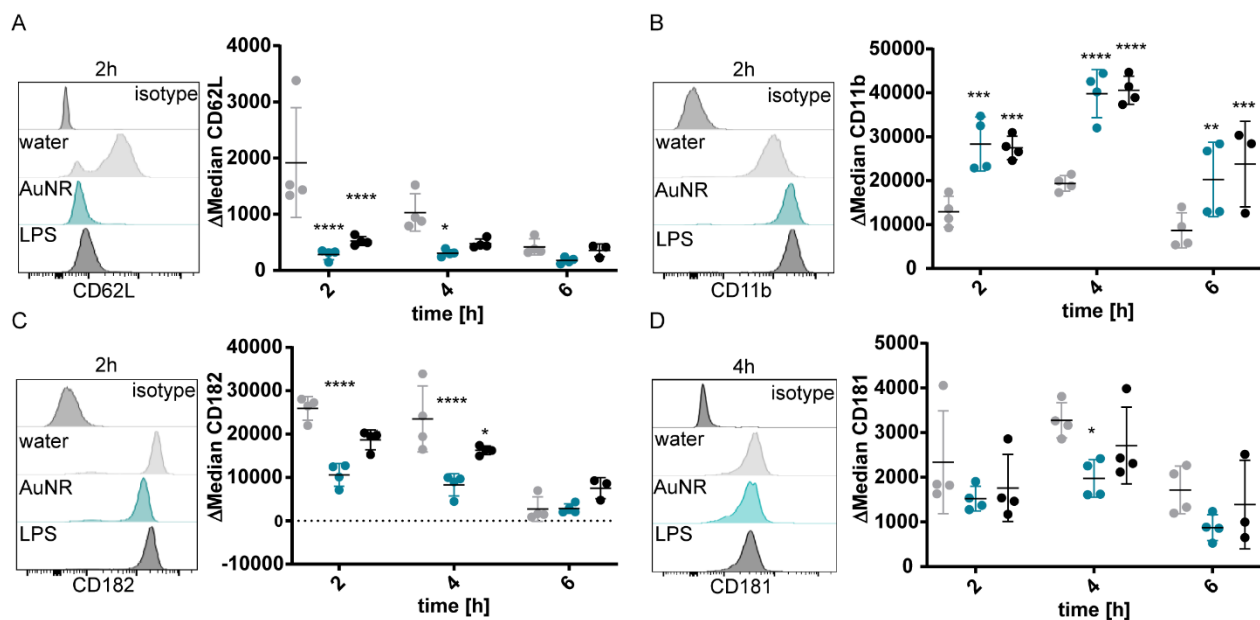 A
2h
isotype
water
AuNR
LPS
CD62L
ΔMedian CD62L
4000
3000
2000
1000
0
****
****
*
2
4
6
time [h]
B
2h
isotype
water
AuNR
LPS
CD11b
ΔMedian CD11b
50000
40000
30000
20000
10000
0
***
***
****
****
**
***
2
4
6
time [h]
C
2h
isotype
water
AuNR
LPS
CD182
ΔMedian CD182
40000
30000
20000
10000
0
-10000
****
****
*
2
4
6
time [h]
D
4h
isotype
water
AuNR
LPS
CD181
ΔMedian CD181
5000
4000
3000
2000
1000
0
*
2
4
6
time [h]